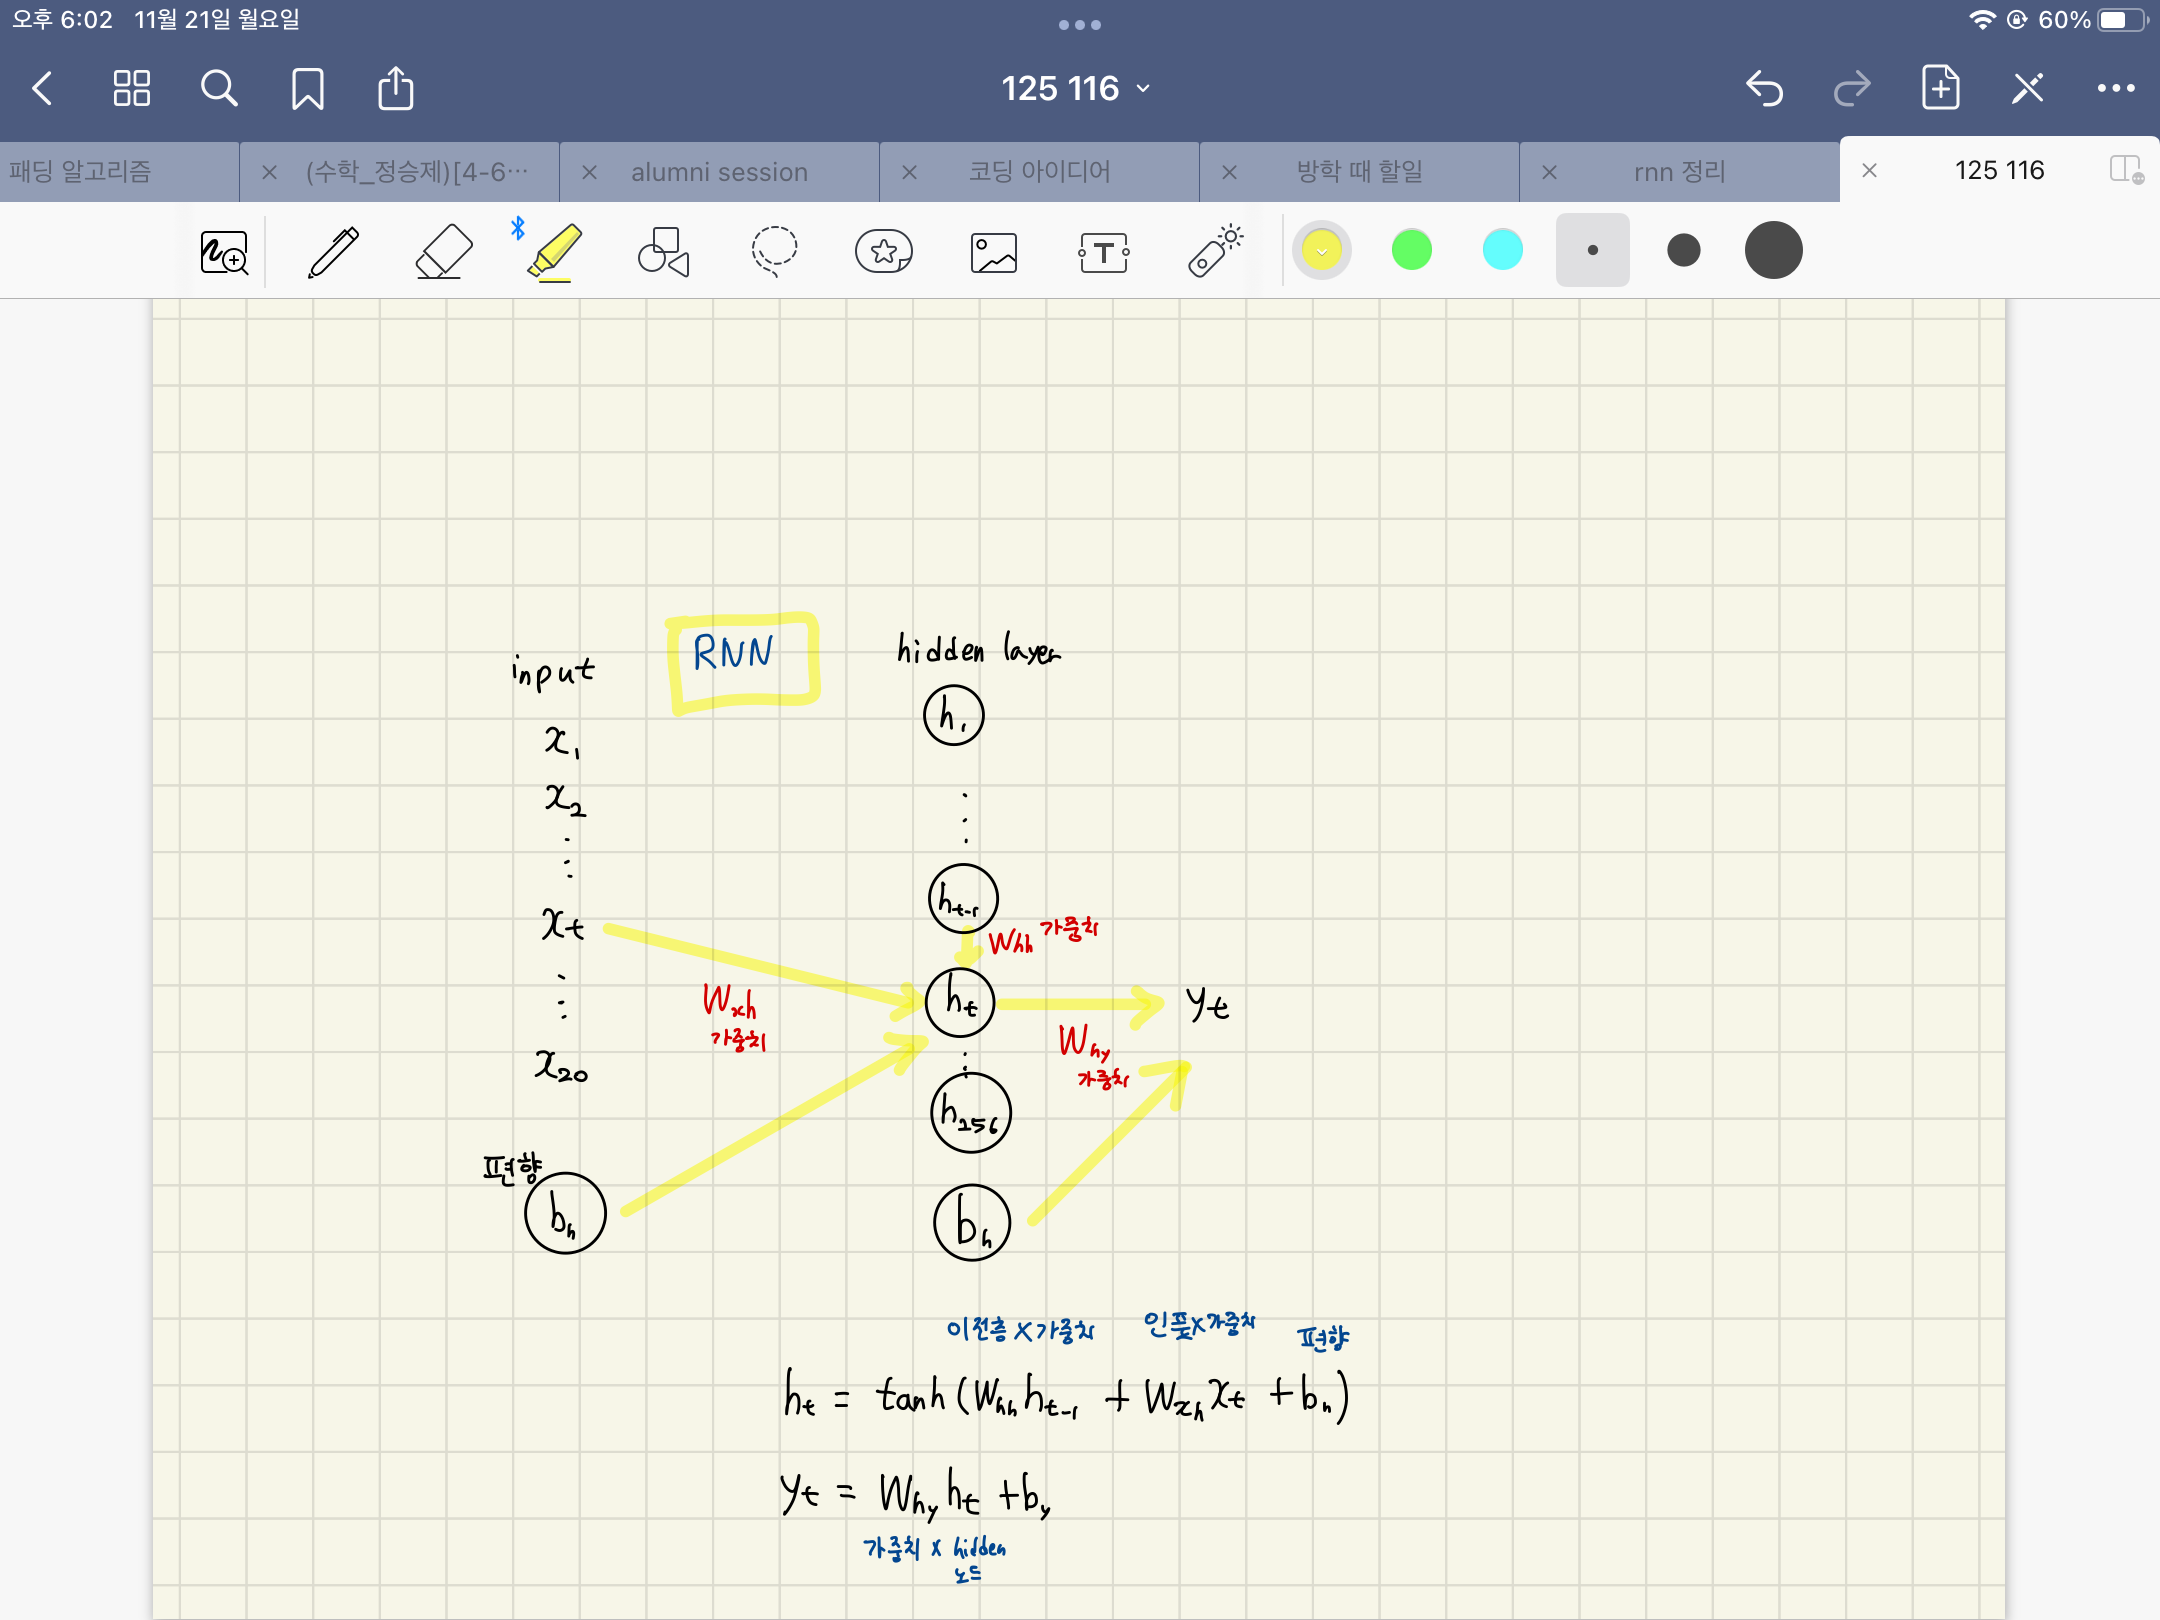 오후 6:02 11월 21일 월요일 60%
125 116
패딩 알고리즘 (수학_정승제)[4-6… alumni session 코딩 아이디어 방학 때 할일 rnn 정리 125 116
T
RNN
input
hidden layer
x₁
h₁
x₂
⋮
⋮
xt
ht-1
Whh 가중치
⋮
Wxh
가중치
ht
yt
Why
가중치
x₂₀
⋮
h₂₅₆
편향
bh
bh
이전층 X 가중치 인풋X가중치 편향
ht = tanh (Whh ht-1 + Wxh xt + bh)
yt = Why ht + by
가중치 X hidden
노드